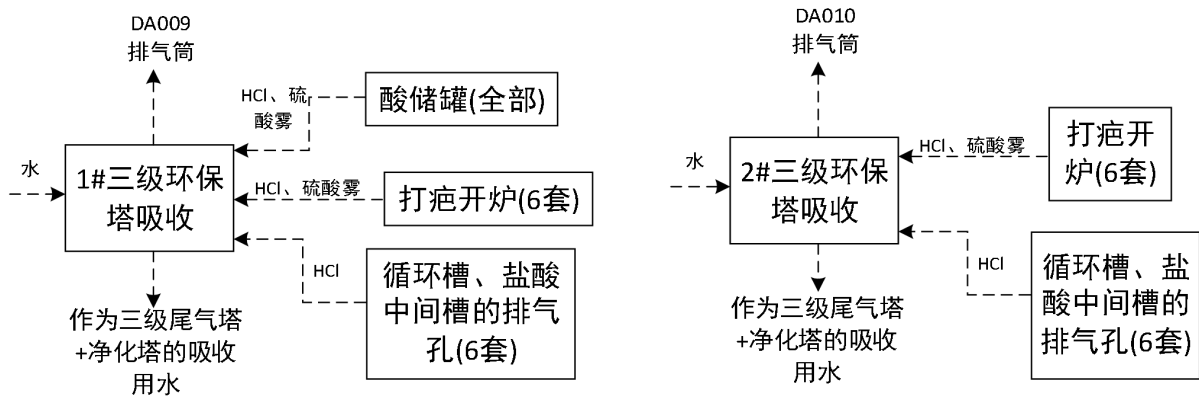 DA009
排气筒
HCl、硫
酸雾
酸储罐(全部)
水
1#三级环保
塔吸收
HCl、硫酸雾
打疤开炉(6套)
HCl
循环槽、盐酸
中间槽的排气
孔(6套)
作为三级尾气塔
+净化塔的吸收
用水
DA010
排气筒
水
2#三级环保
塔吸收
HCl、硫酸雾
打疤开
炉(6套)
HCl
循环槽、盐
酸中间槽的
排气孔(6套)
作为三级尾气塔
+净化塔的吸收
用水